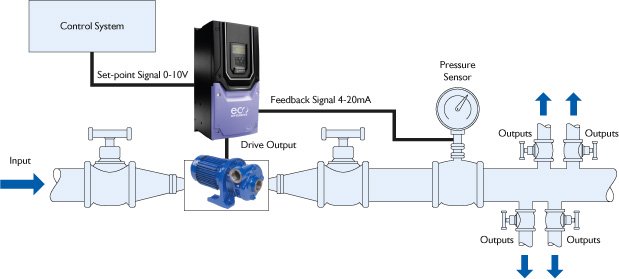 Control System
Set-point Signal 0-10V
Pressure
Sensor
Feedback Signal 4-20mA
eco
Drive Output
Input
Outputs
Outputs
Outputs
Outputs